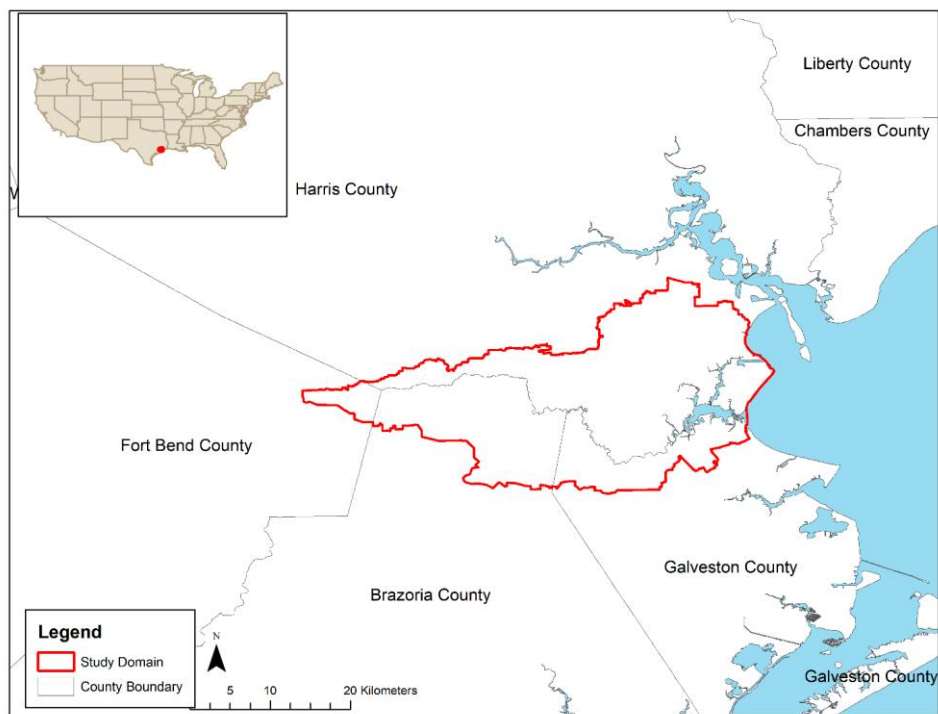 Liberty County
Chambers County
Harris County
Fort Bend County
Galveston County
Brazoria County
Galveston County
Legend
Study Domain
County Boundary
N
5 10 20 Kilometers